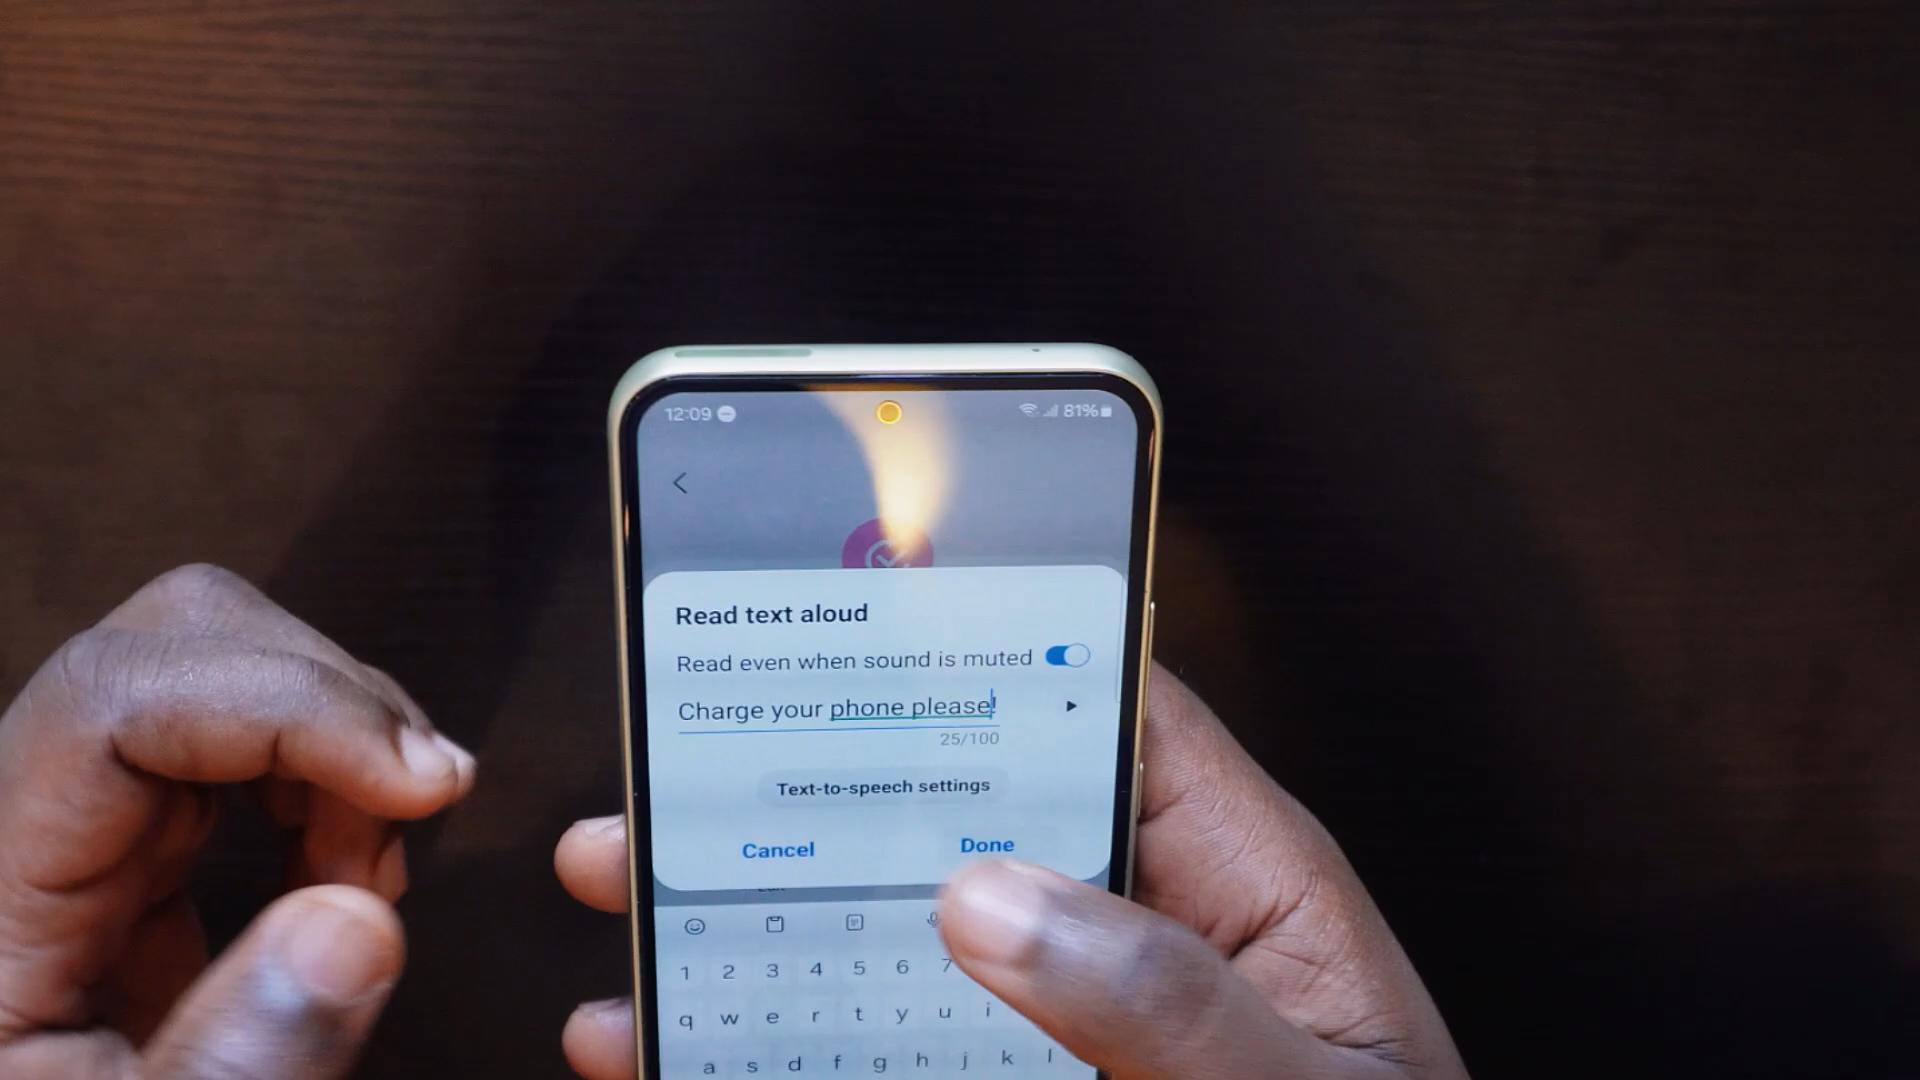 12:09 81%
Read text aloud
Read even when sound is muted
Charge your phone please!
25/100
Text-to-speech settings
Cancel Done
1 2 3 4 5 6 7
q w e r t y u i
a s d f g h j k l